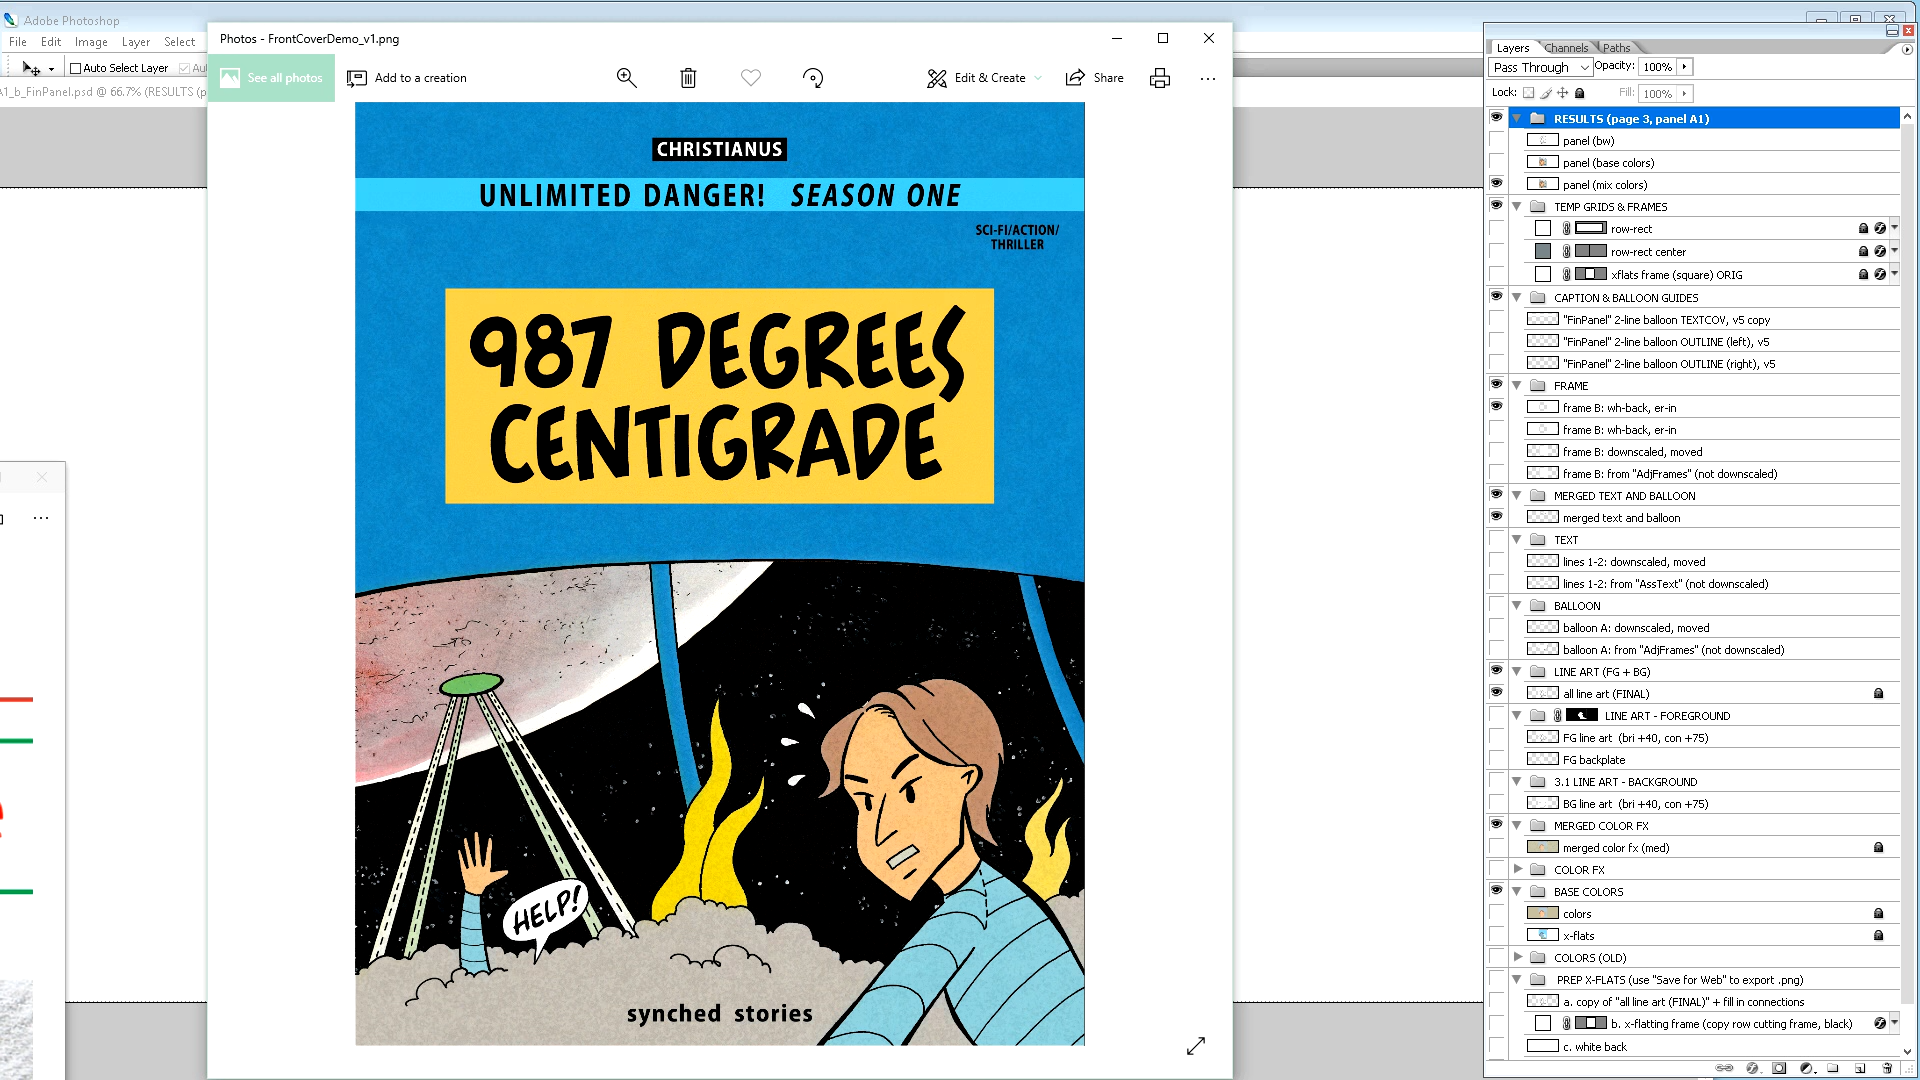 Adobe Photoshop
File Edit Image Layer Select
Auto Select Layer
A1_b_FinPanel.psd @ 66.7% (RESULTS (p
Photos - FrontCoverDemo_v1.png
See all photos
Add to a creation
Edit & Create
Share
CHRISTIANUS
UNLIMITED DANGER! SEASON ONE
SCI-FI/ACTION/
THRILLER
987 DEGREES
CENTIGRADE
HELP!
synched stories
Layers Channels Paths
Pass Through Opacity: 100%
Lock: Fill: 100%
RESULTS (page 3, panel A1)
panel (bw)
panel (base colors)
panel (mix colors)
TEMP GRIDS & FRAMES
row-rect
row-rect center
xflats frame (square) ORIG
CAPTION & BALLOON GUIDES
"FinPanel" 2-line balloon TEXTCOV, v5 copy
"FinPanel" 2-line balloon OUTLINE (left), v5
"FinPanel" 2-line balloon OUTLINE (right), v5
FRAME
frame B: wh-back, er-in
frame B: wh-back, er-in
frame B: downscaled, moved
frame B: from "AdjFrames" (not downscaled)
MERGED TEXT AND BALLOON
merged text and balloon
TEXT
lines 1-2: downscaled, moved
lines 1-2: from "AssText" (not downscaled)
BALLOON
balloon A: downscaled, moved
balloon A: from "AdjFrames" (not downscaled)
LINE ART (FG + BG)
all line art (FINAL)
LINE ART - FOREGROUND
FG line art (bri +40, con +75)
FG backplate
3.1 LINE ART - BACKGROUND
BG line art (bri +40, con +75)
MERGED COLOR FX
merged color fx (med)
COLOR FX
BASE COLORS
colors
x-flats
COLORS (OLD)
PREP X-FLATS (use "Save for Web" to export .png)
a. copy of "all line art (FINAL)" + fill in connections
b. x-flatting frame (copy row cutting frame, black)
c. white back